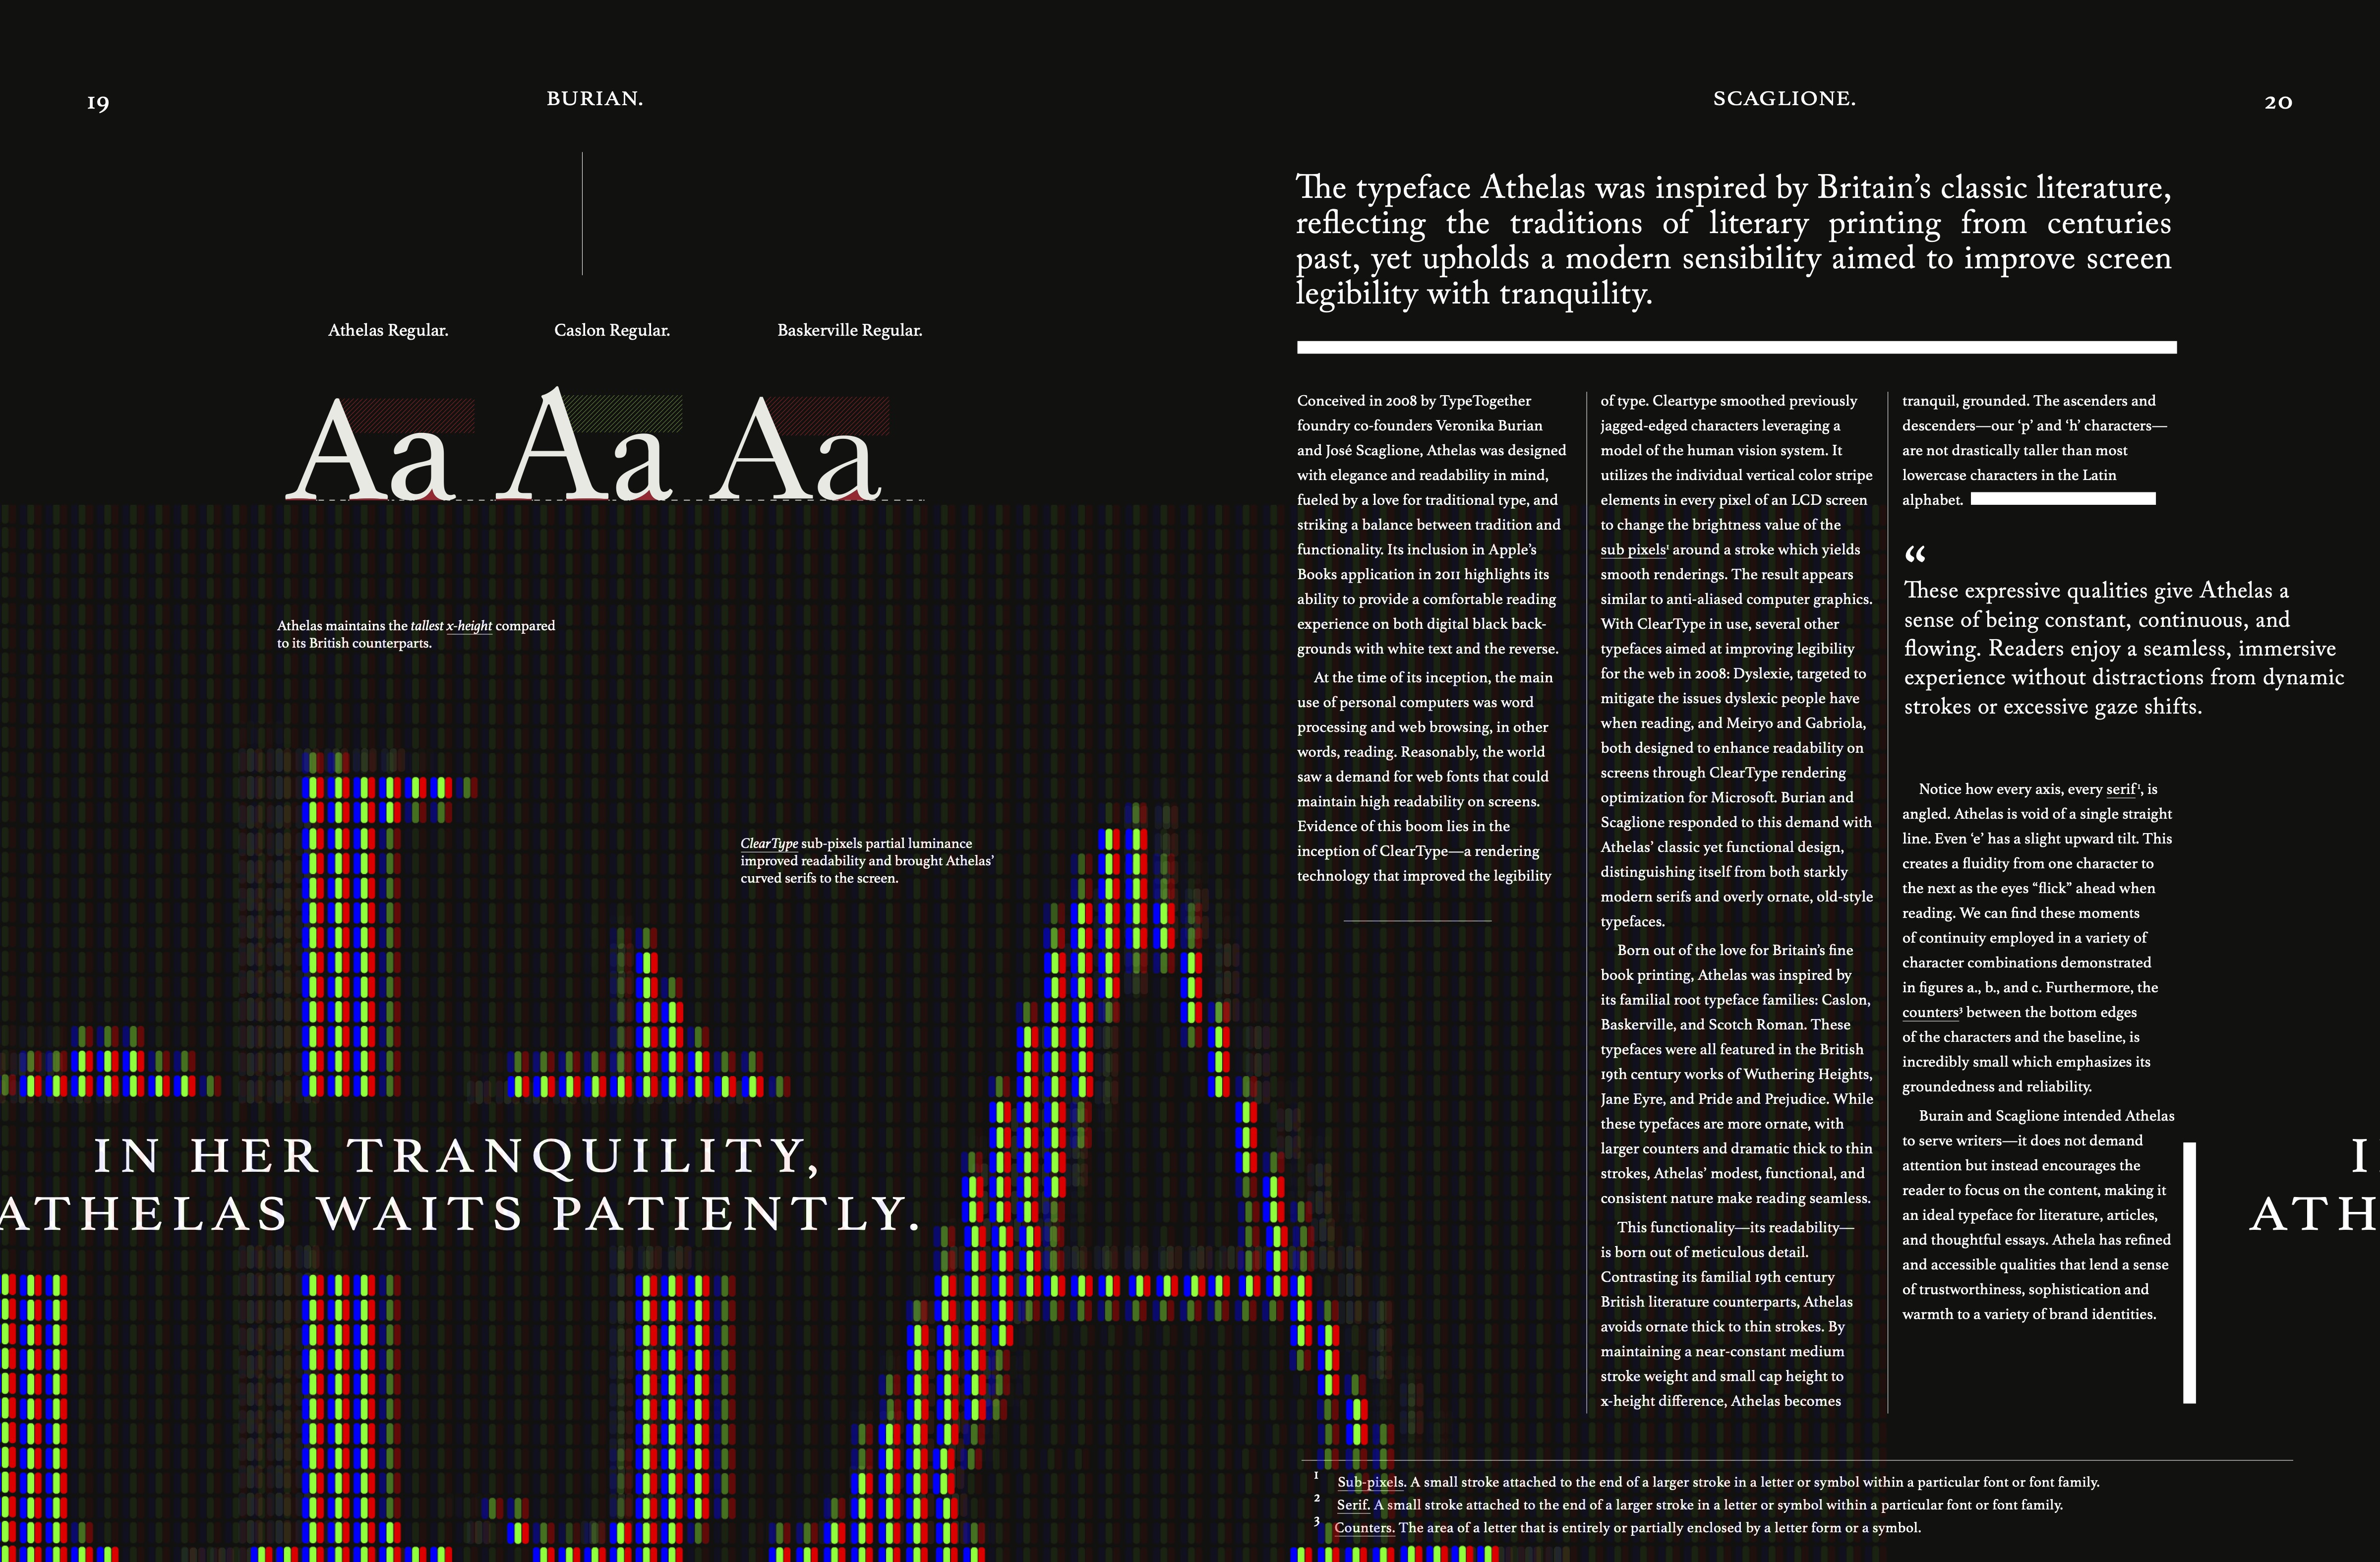 19
BURIAN.
SCAGLIONE.
20
Athelas Regular.
Caslon Regular.
Baskerville Regular.
Aa Aa Aa
Athelas maintains the tallest x-height compared
to its British counterparts.
ClearType sub-pixels partial luminance
improved readability and brought Athelas’
curved serifs to the screen.
IN HER TRANQUILITY,
ATHELAS WAITS PATIENTLY.
The typeface Athelas was inspired by Britain’s classic literature,
reflecting the traditions of literary printing from centuries
past, yet upholds a modern sensibility aimed to improve screen
legibility with tranquility.
Conceived in 2008 by TypeTogether
foundry co-founders Veronika Burian
and José Scaglione, Athelas was designed
with elegance and readability in mind,
fueled by a love for traditional type, and
striking a balance between tradition and
functionality. Its inclusion in Apple’s
Books application in 2011 highlights its
ability to provide a comfortable reading
experience on both digital black back-
grounds with white text and the reverse.
At the time of its inception, the main
use of personal computers was word
processing and web browsing, in other
words, reading. Reasonably, the world
saw a demand for web fonts that could
maintain high readability on screens.
Evidence of this boom lies in the
inception of ClearType—a rendering
technology that improved the legibility
of type. Cleartype smoothed previously
jagged-edged characters leveraging a
model of the human vision system. It
utilizes the individual vertical color stripe
elements in every pixel of an LCD screen
to change the brightness value of the
sub pixels¹ around a stroke which yields
smooth renderings. The result appears
similar to anti-aliased computer graphics.
With ClearType in use, several other
typefaces aimed at improving legibility
for the web in 2008: Dyslexie, targeted to
mitigate the issues dyslexic people have
when reading, and Meiryo and Gabriola,
both designed to enhance readability on
screens through ClearType rendering
optimization for Microsoft. Burian and
Scaglione responded to this demand with
Athelas’ classic yet functional design,
distinguishing itself from both starkly
modern serifs and overly ornate, old-style
typefaces.
Born out of the love for Britain’s fine
book printing, Athelas was inspired by
its familial root typeface families: Caslon,
Baskerville, and Scotch Roman. These
typefaces were all featured in the British
19th century works of Wuthering Heights,
Jane Eyre, and Pride and Prejudice. While
these typefaces are more ornate, with
larger counters and dramatic thick to thin
strokes, Athelas’ modest, functional, and
consistent nature make reading seamless.
This functionality—its readability—
is born out of meticulous detail.
Contrasting its familial 19th century
British literature counterparts, Athelas
avoids ornate thick to thin strokes. By
maintaining a near-constant medium
stroke weight and small cap height to
x-height difference, Athelas becomes
tranquil, grounded. The ascenders and
descenders—our ‘p’ and ‘h’ characters—
are not drastically taller than most
lowercase characters in the Latin
alphabet.
“
These expressive qualities give Athelas a
sense of being constant, continuous, and
flowing. Readers enjoy a seamless, immersive
experience without distractions from dynamic
strokes or excessive gaze shifts.
Notice how every axis, every serif¹, is
angled. Athelas is void of a single straight
line. Even ‘e’ has a slight upward tilt. This
creates a fluidity from one character to
the next as the eyes “flick” ahead when
reading. We can find these moments
of continuity employed in a variety of
character combinations demonstrated
in figures a., b., and c. Furthermore, the
counters³ between the bottom edges
of the characters and the baseline, is
incredibly small which emphasizes its
groundedness and reliability.
Burain and Scaglione intended Athelas
to serve writers—it does not demand
attention but instead encourages the
reader to focus on the content, making it
an ideal typeface for literature, articles,
and thoughtful essays. Athela has refined
and accessible qualities that lend a sense
of trustworthiness, sophistication and
warmth to a variety of brand identities.
I
ATH
1 Sub-pixels. A small stroke attached to the end of a larger stroke in a letter or symbol within a particular font or font family.
2 Serif. A small stroke attached to the end of a larger stroke in a letter or symbol within a particular font or font family.
3 Counters. The area of a letter that is entirely or partially enclosed by a letter form or a symbol.